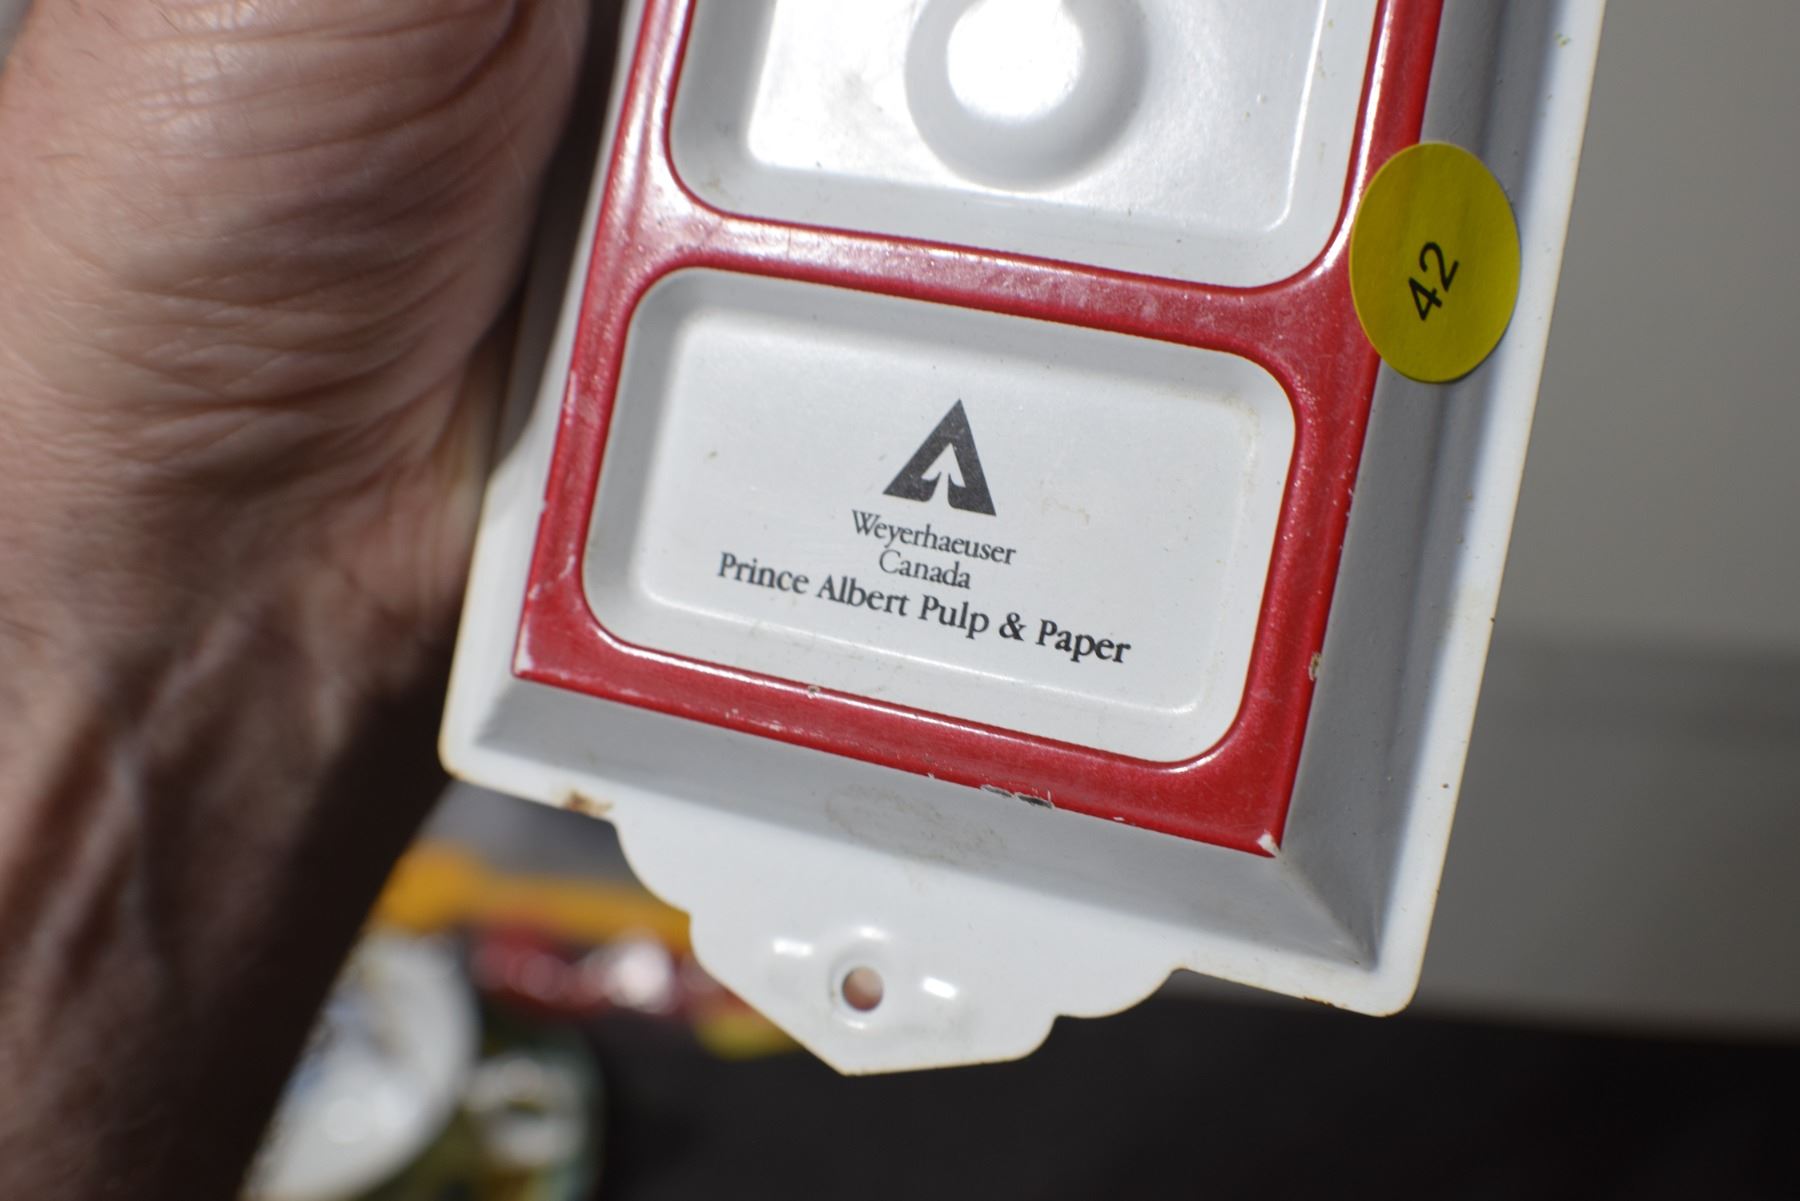 42
Weyerhaeuser
Canada
Prince Albert Pulp & Paper